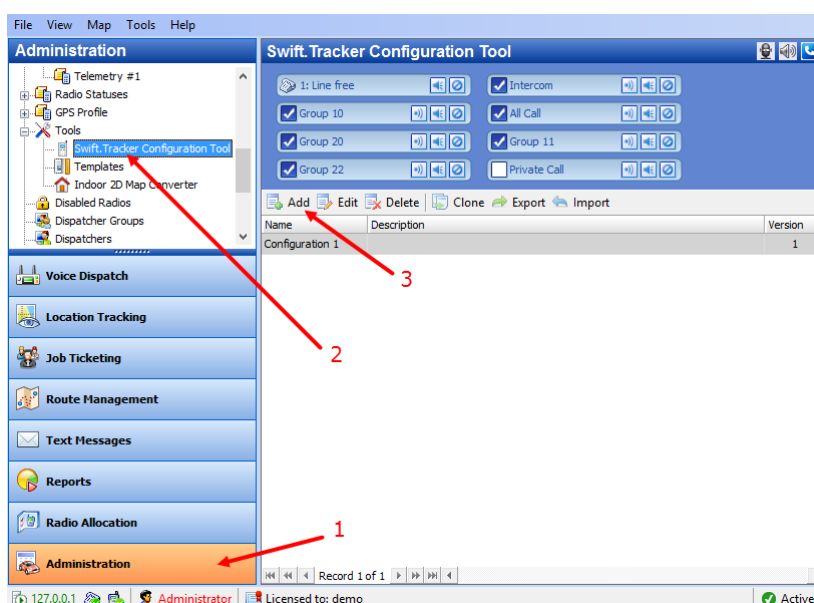 File View Map Tools Help
Administration
Telemetry #1
Radio Statuses
GPS Profile
Tools
Swift.Tracker Configuration Tool
Templates
Indoor 2D Map Converter
Disabled Radios
Dispatcher Groups
Dispatchers
Voice Dispatch
Location Tracking
Job Ticketing
Route Management
Text Messages
Reports
Radio Allocation
Administration
Swift.Tracker Configuration Tool
1: Line free
Intercom
Group 10
All Call
Group 20
Group 11
Group 22
Private Call
Add Edit Delete Clone Export Import
Name Description Version
Configuration 1 1
3
2
1
Record 1 of 1
127.0.0.1 Administrator Licensed to: demo Active